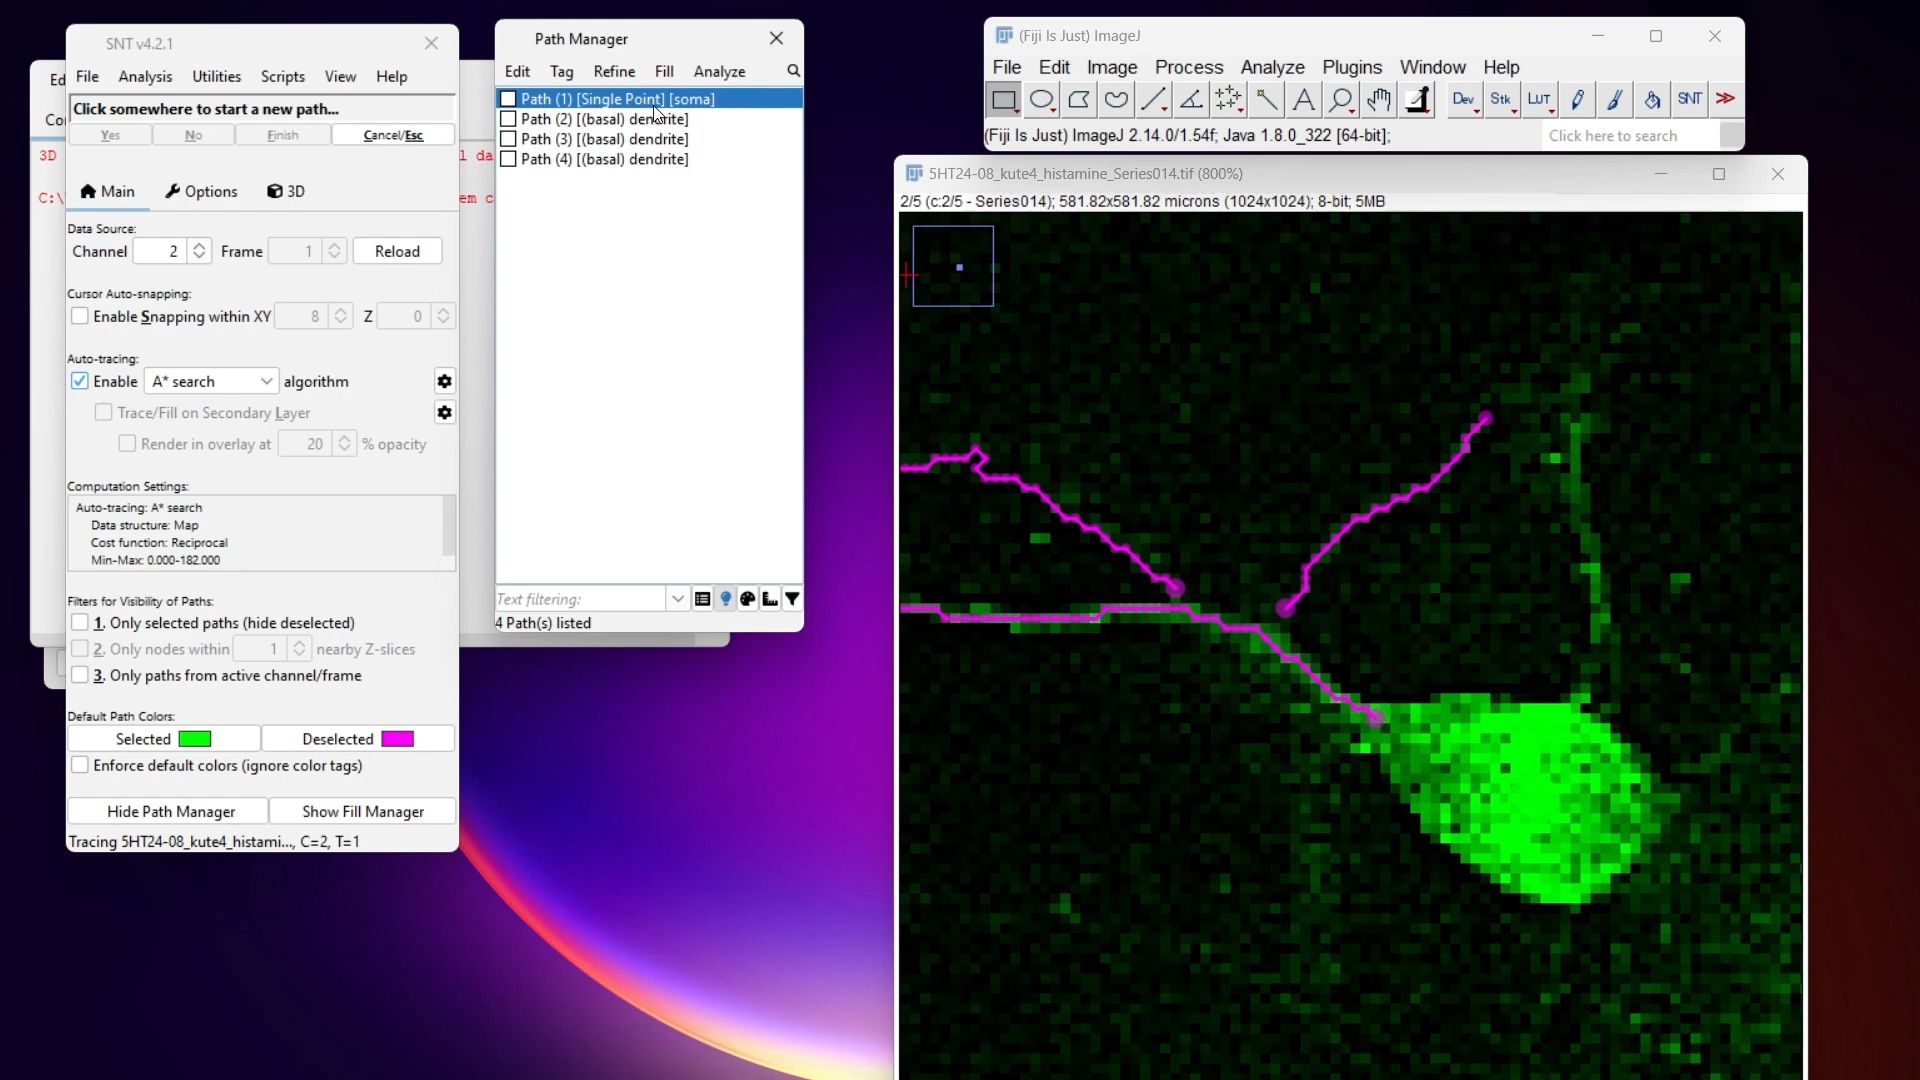 SNT v4.2.1
File Analysis Utilities Scripts View Help
Click somewhere to start a new path...
Yes No Finish Cancel/Esc
Main Options 3D
Data Source:
Channel 2 Frame 1 Reload
Cursor Auto-snapping:
Enable Snapping within XY 8 Z 0
Auto-tracing:
Enable A* search algorithm
Trace/Fill on Secondary Layer
Render in overlay at 20 % opacity
Computation Settings:
Auto-tracing: A* search
Data structure: Map
Cost function: Reciprocal
Min-Max: 0.000-182.000
Filters for Visibility of Paths:
1. Only selected paths (hide deselected)
2. Only nodes within 1 nearby Z-slices
3. Only paths from active channel/frame
Default Path Colors:
Selected Deselected
Enforce default colors (ignore color tags)
Hide Path Manager Show Fill Manager
Tracing 5HT24-08_kute4_histami..., C=2, T=1
Ed
Co
3D
l da
C:\
em c
Path Manager
Edit Tag Refine Fill Analyze
Path (1) [Single Point] [soma]
Path (2) [(basal) dendrite]
Path (3) [(basal) dendrite]
Path (4) [(basal) dendrite]
Text filtering:
4 Path(s) listed
(Fiji Is Just) ImageJ
File Edit Image Process Analyze Plugins Window Help
Dev Stk LUT SNT
(Fiji Is Just) ImageJ 2.14.0/1.54f; Java 1.8.0_322 [64-bit];
Click here to search
5HT24-08_kute4_histamine_Series014.tif (800%)
2/5 (c:2/5 - Series014); 581.82x581.82 microns (1024x1024); 8-bit; 5MB